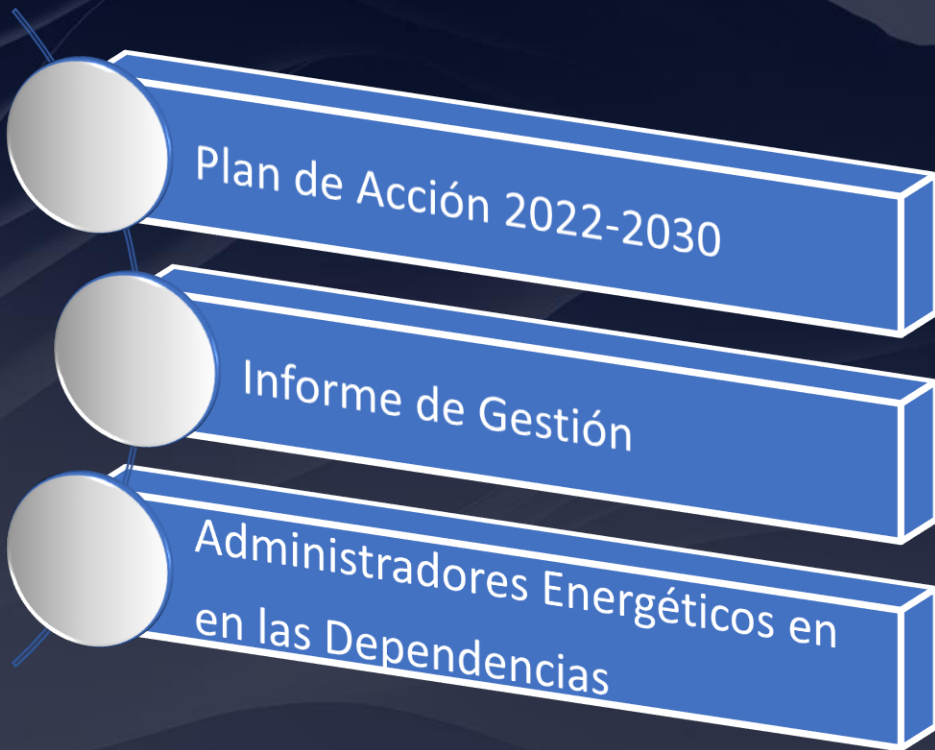 Plan de Acción 2022-2030
Informe de Gestión
Administradores Energéticos en
en las Dependencias